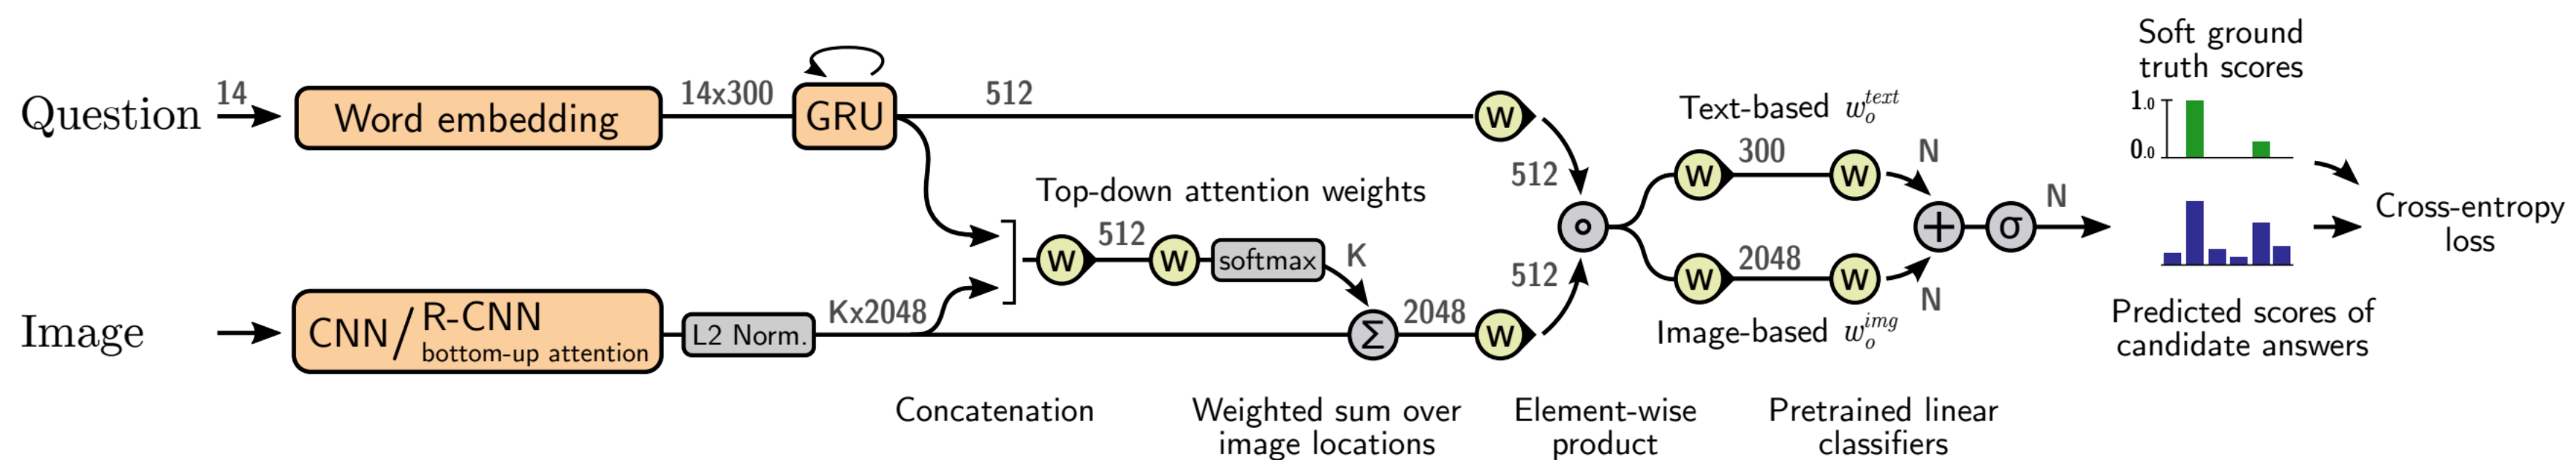 Question
14
Word embedding
14x300
GRU
512
W
Image
CNN/R-CNN
bottom-up attention
L2 Norm.
Kx2048
Top-down attention weights
W
512
W
softmax
K
Σ
2048
W
512
512
Text-based w_o^text
W
300
W
N
W
2048
W
N
Image-based w_o^img
+
σ
N
Soft ground
truth scores
1.0
0.0
Predicted scores of
candidate answers
Cross-entropy
loss
Concatenation
Weighted sum over
image locations
Element-wise
product
Pretrained linear
classifiers